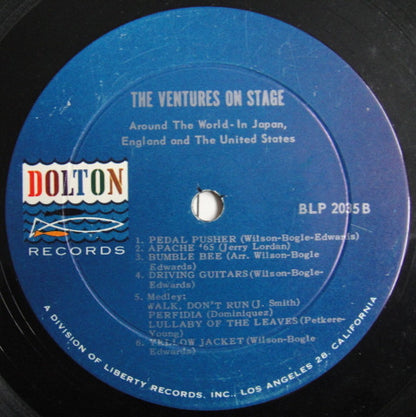 THE VENTURES ON STAGE
Around The World-In Japan,
England and The United States
DOLTON
RECORDS
BLP 2035 B
1. PEDAL PUSHER (Wilson-Bogle-Edwards)
2. APACHE '65 (Jerry Lordan)
3. BUMBLE BEE (Arr. Wilson-Bogle
Edwards)
4. DRIVING GUITARS (Wilson-Bogle-
Edwards)
5. Medley:
WALK, DON'T RUN (J. Smith)
PERFIDIA (Dominiquez)
LULLABY OF THE LEAVES (Petkere-
Young)
6. YELLOW JACKET (Wilson-Bogle
Edwards)
A DIVISION OF LIBERTY RECORDS, INC., LOS ANGELES 28, CALIFORNIA